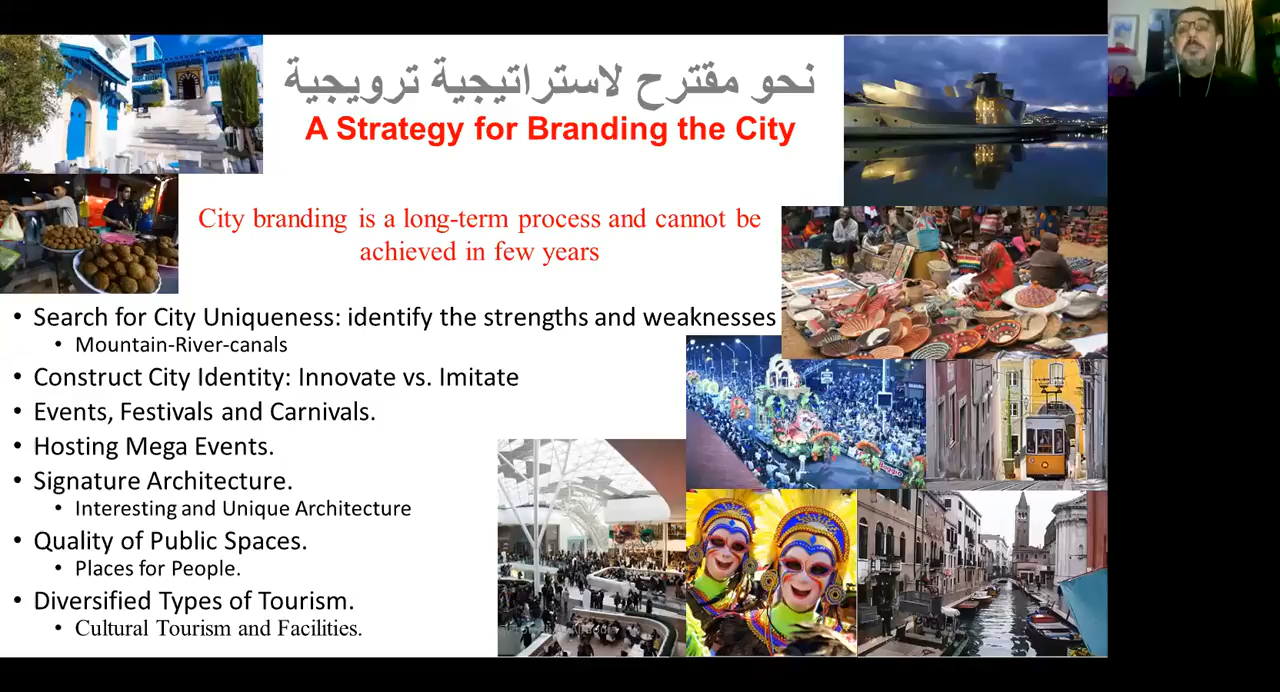 نحو مقترح لاستراتيجية ترويجية
A Strategy for Branding the City
City branding is a long-term process and cannot be
achieved in few years
• Search for City Uniqueness: identify the strengths and weaknesses
• Mountain-River-canals
• Construct City Identity: Innovate vs. Imitate
• Events, Festivals and Carnivals.
• Hosting Mega Events.
• Signature Architecture.
• Interesting and Unique Architecture
• Quality of Public Spaces.
• Places for People.
• Diversified Types of Tourism.
• Cultural Tourism and Facilities.